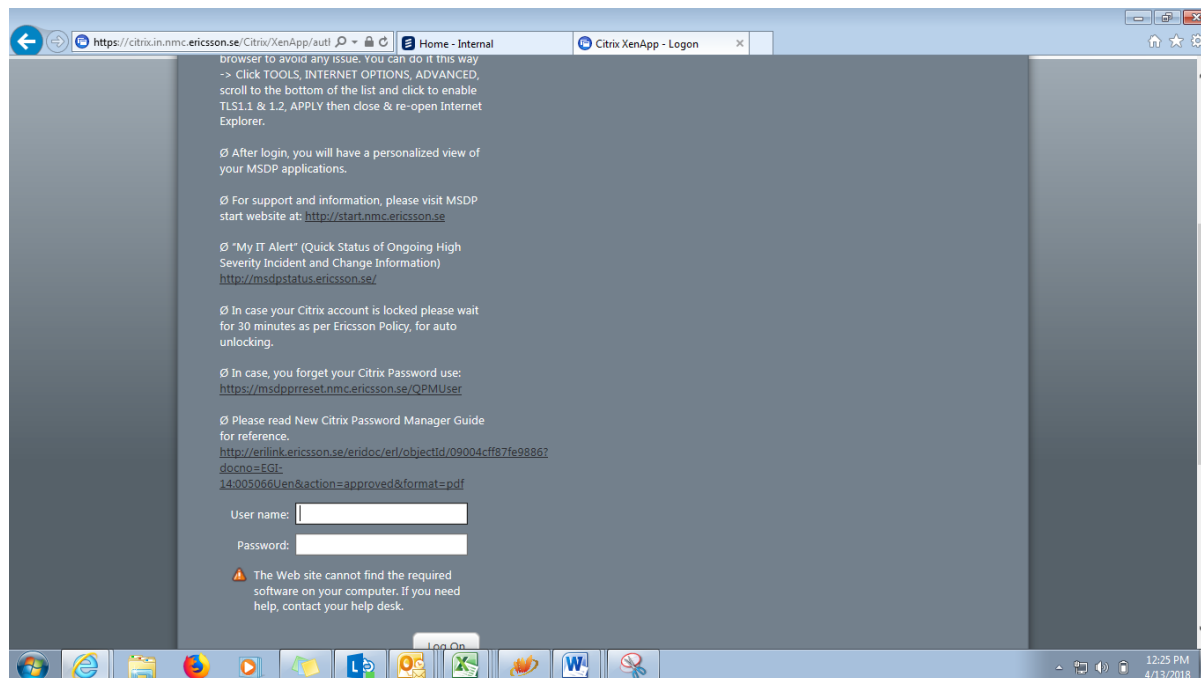 https://citrix.in.nmc.ericsson.se/Citrix/XenApp/autl
Home - Internal
Citrix XenApp - Logon
browser to avoid any issue. You can do it this way
-> Click TOOLS, INTERNET OPTIONS, ADVANCED,
scroll to the bottom of the list and click to enable
TLS1.1 & 1.2, APPLY then close & re-open Internet
Explorer.
Ø After login, you will have a personalized view of
your MSDP applications.
Ø For support and information, please visit MSDP
start website at: http://start.nmc.ericsson.se
Ø "My IT Alert" (Quick Status of Ongoing High
Severity Incident and Change Information)
http://msdpstatus.ericsson.se/
Ø In case your Citrix account is locked please wait
for 30 minutes as per Ericsson Policy, for auto
unlocking.
Ø In case, you forget your Citrix Password use:
https://msdpprreset.nmc.ericsson.se/QPMUser
Ø Please read New Citrix Password Manager Guide
for reference.
http://erilink.ericsson.se/eridoc/erl/objectId/09004cff87fe9886?
docno=EGI-
14:005066Uen&action=approved&format=pdf
User name:
Password:
The Web site cannot find the required
software on your computer. If you need
help, contact your help desk.
Log On
12:25 PM
4/13/2018